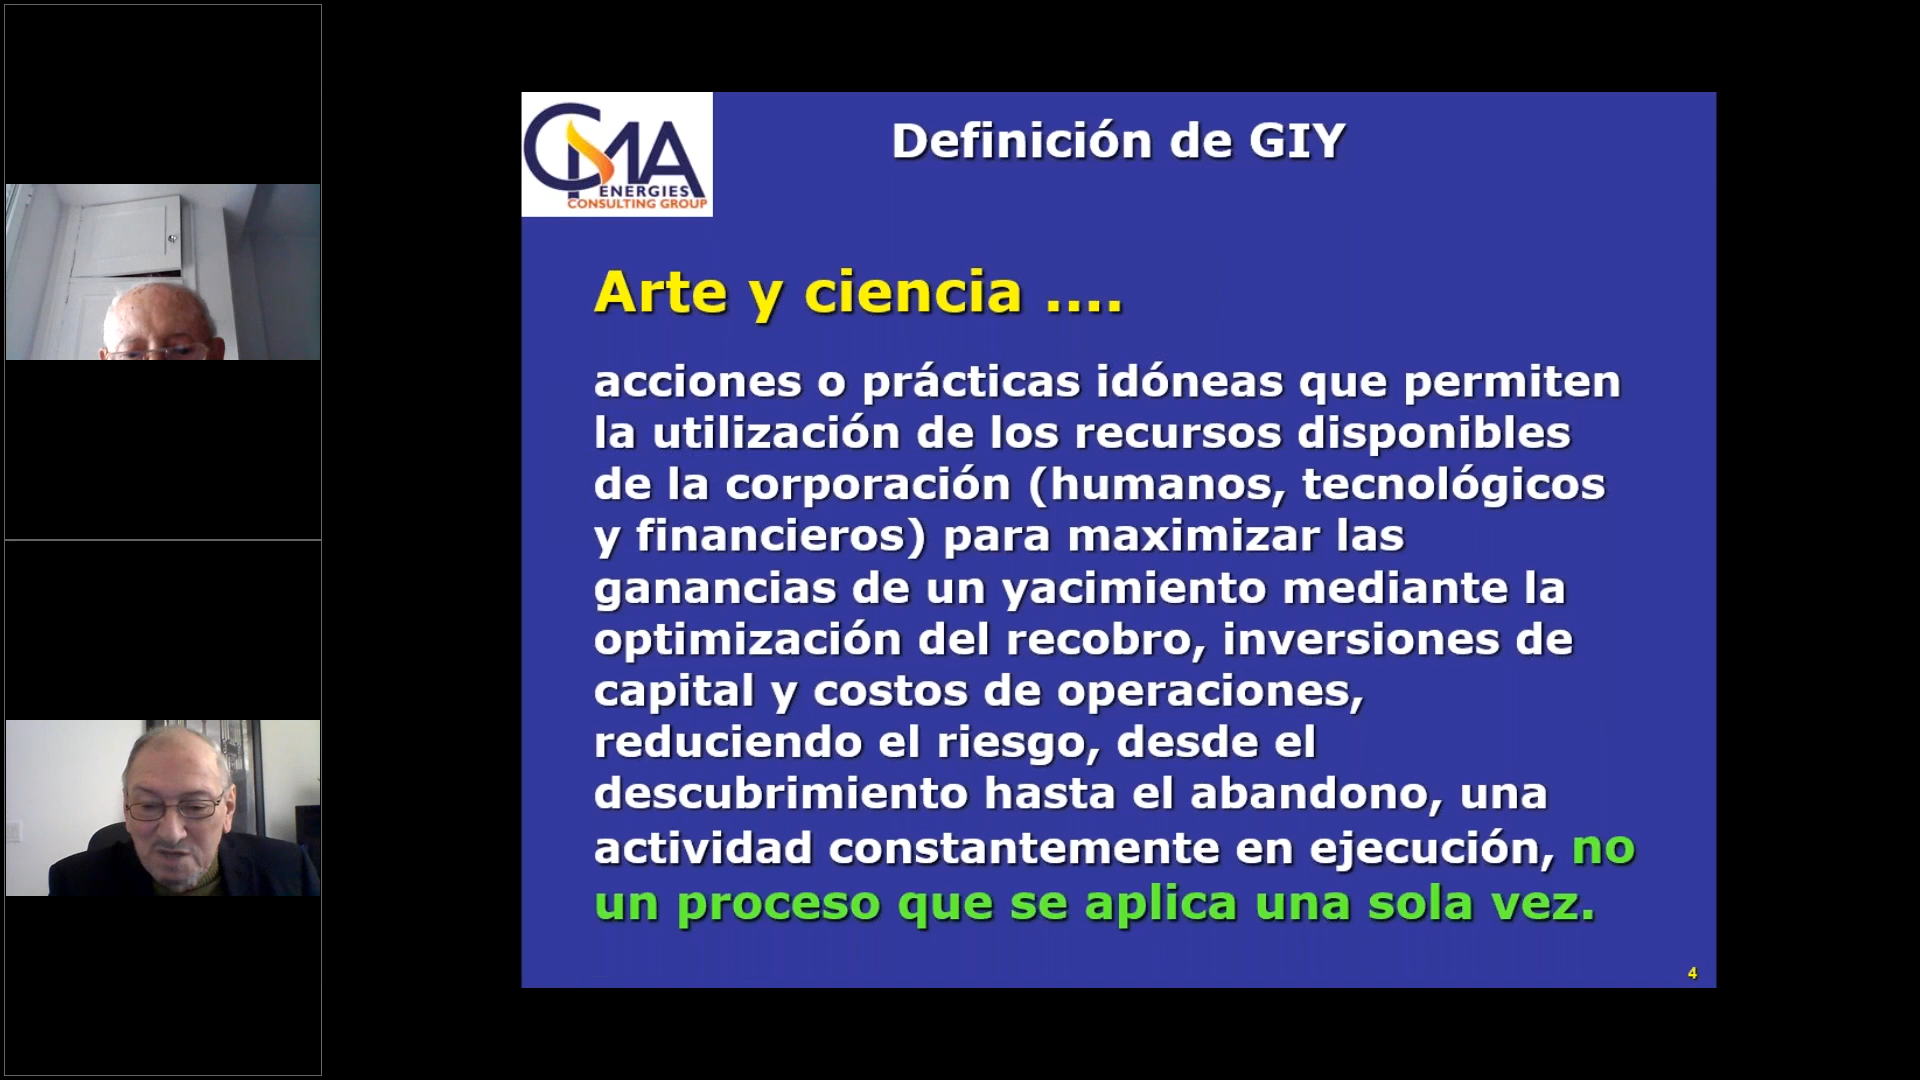 CMA
ENERGIES
CONSULTING GROUP
Definición de GIY
Arte y ciencia ....
acciones o prácticas idóneas que permiten
la utilización de los recursos disponibles
de la corporación (humanos, tecnológicos
y financieros) para maximizar las
ganancias de un yacimiento mediante la
optimización del recobro, inversiones de
capital y costos de operaciones,
reduciendo el riesgo, desde el
descubrimiento hasta el abandono, una
actividad constantemente en ejecución, no
un proceso que se aplica una sola vez.
4